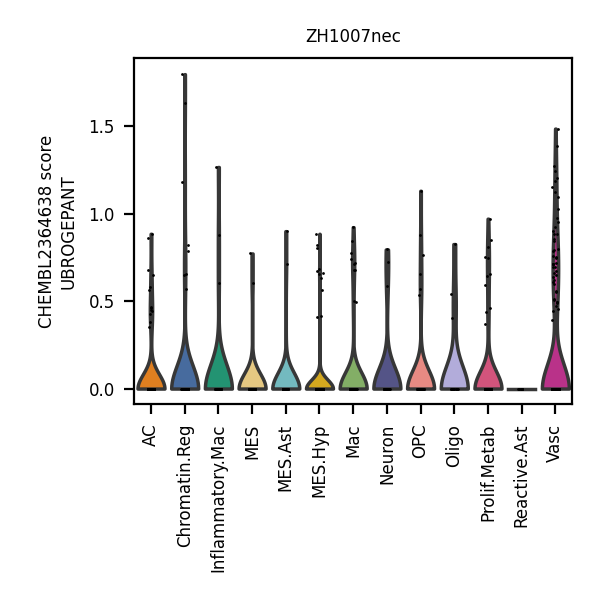 ZH1007nec
CHEMBL2364638 score
UBROGEPANT
1.5
1.0
0.5
0.0
AC
Chromatin.Reg
Inflammatory.Mac
MES
MES.Ast
MES.Hyp
Mac
Neuron
OPC
Oligo
Prolif.Metab
Reactive.Ast
Vasc